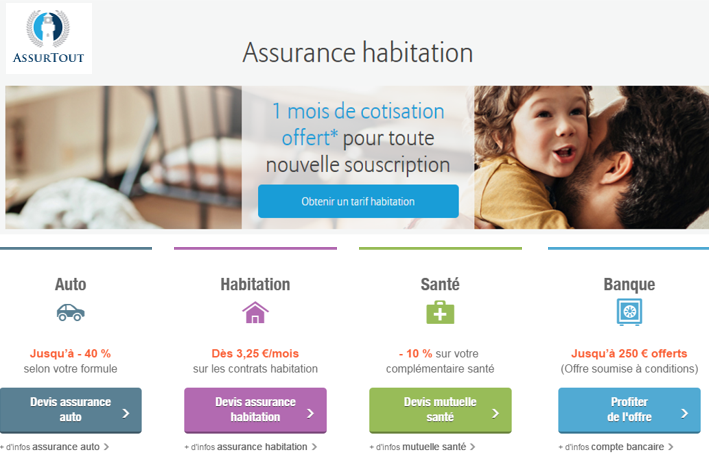 ASSURTOUT
Assurance habitation
1 mois de cotisation
offert* pour toute
nouvelle souscription
Obtenir un tarif habitation
Auto
Jusqu'à - 40 %
selon votre formule
Devis assurance
auto
+ d'infos assurance auto
Habitation
Dès 3,25 €/mois
sur les contrats habitation
Devis assurance
habitation
+ d'infos assurance habitation
Santé
- 10 % sur votre
complémentaire santé
Devis mutuelle
santé
+ d'infos mutuelle santé
Banque
Jusqu'à 250 € offerts
(Offre soumise à conditions)
Profiter
de l'offre
+ d'infos compte bancaire